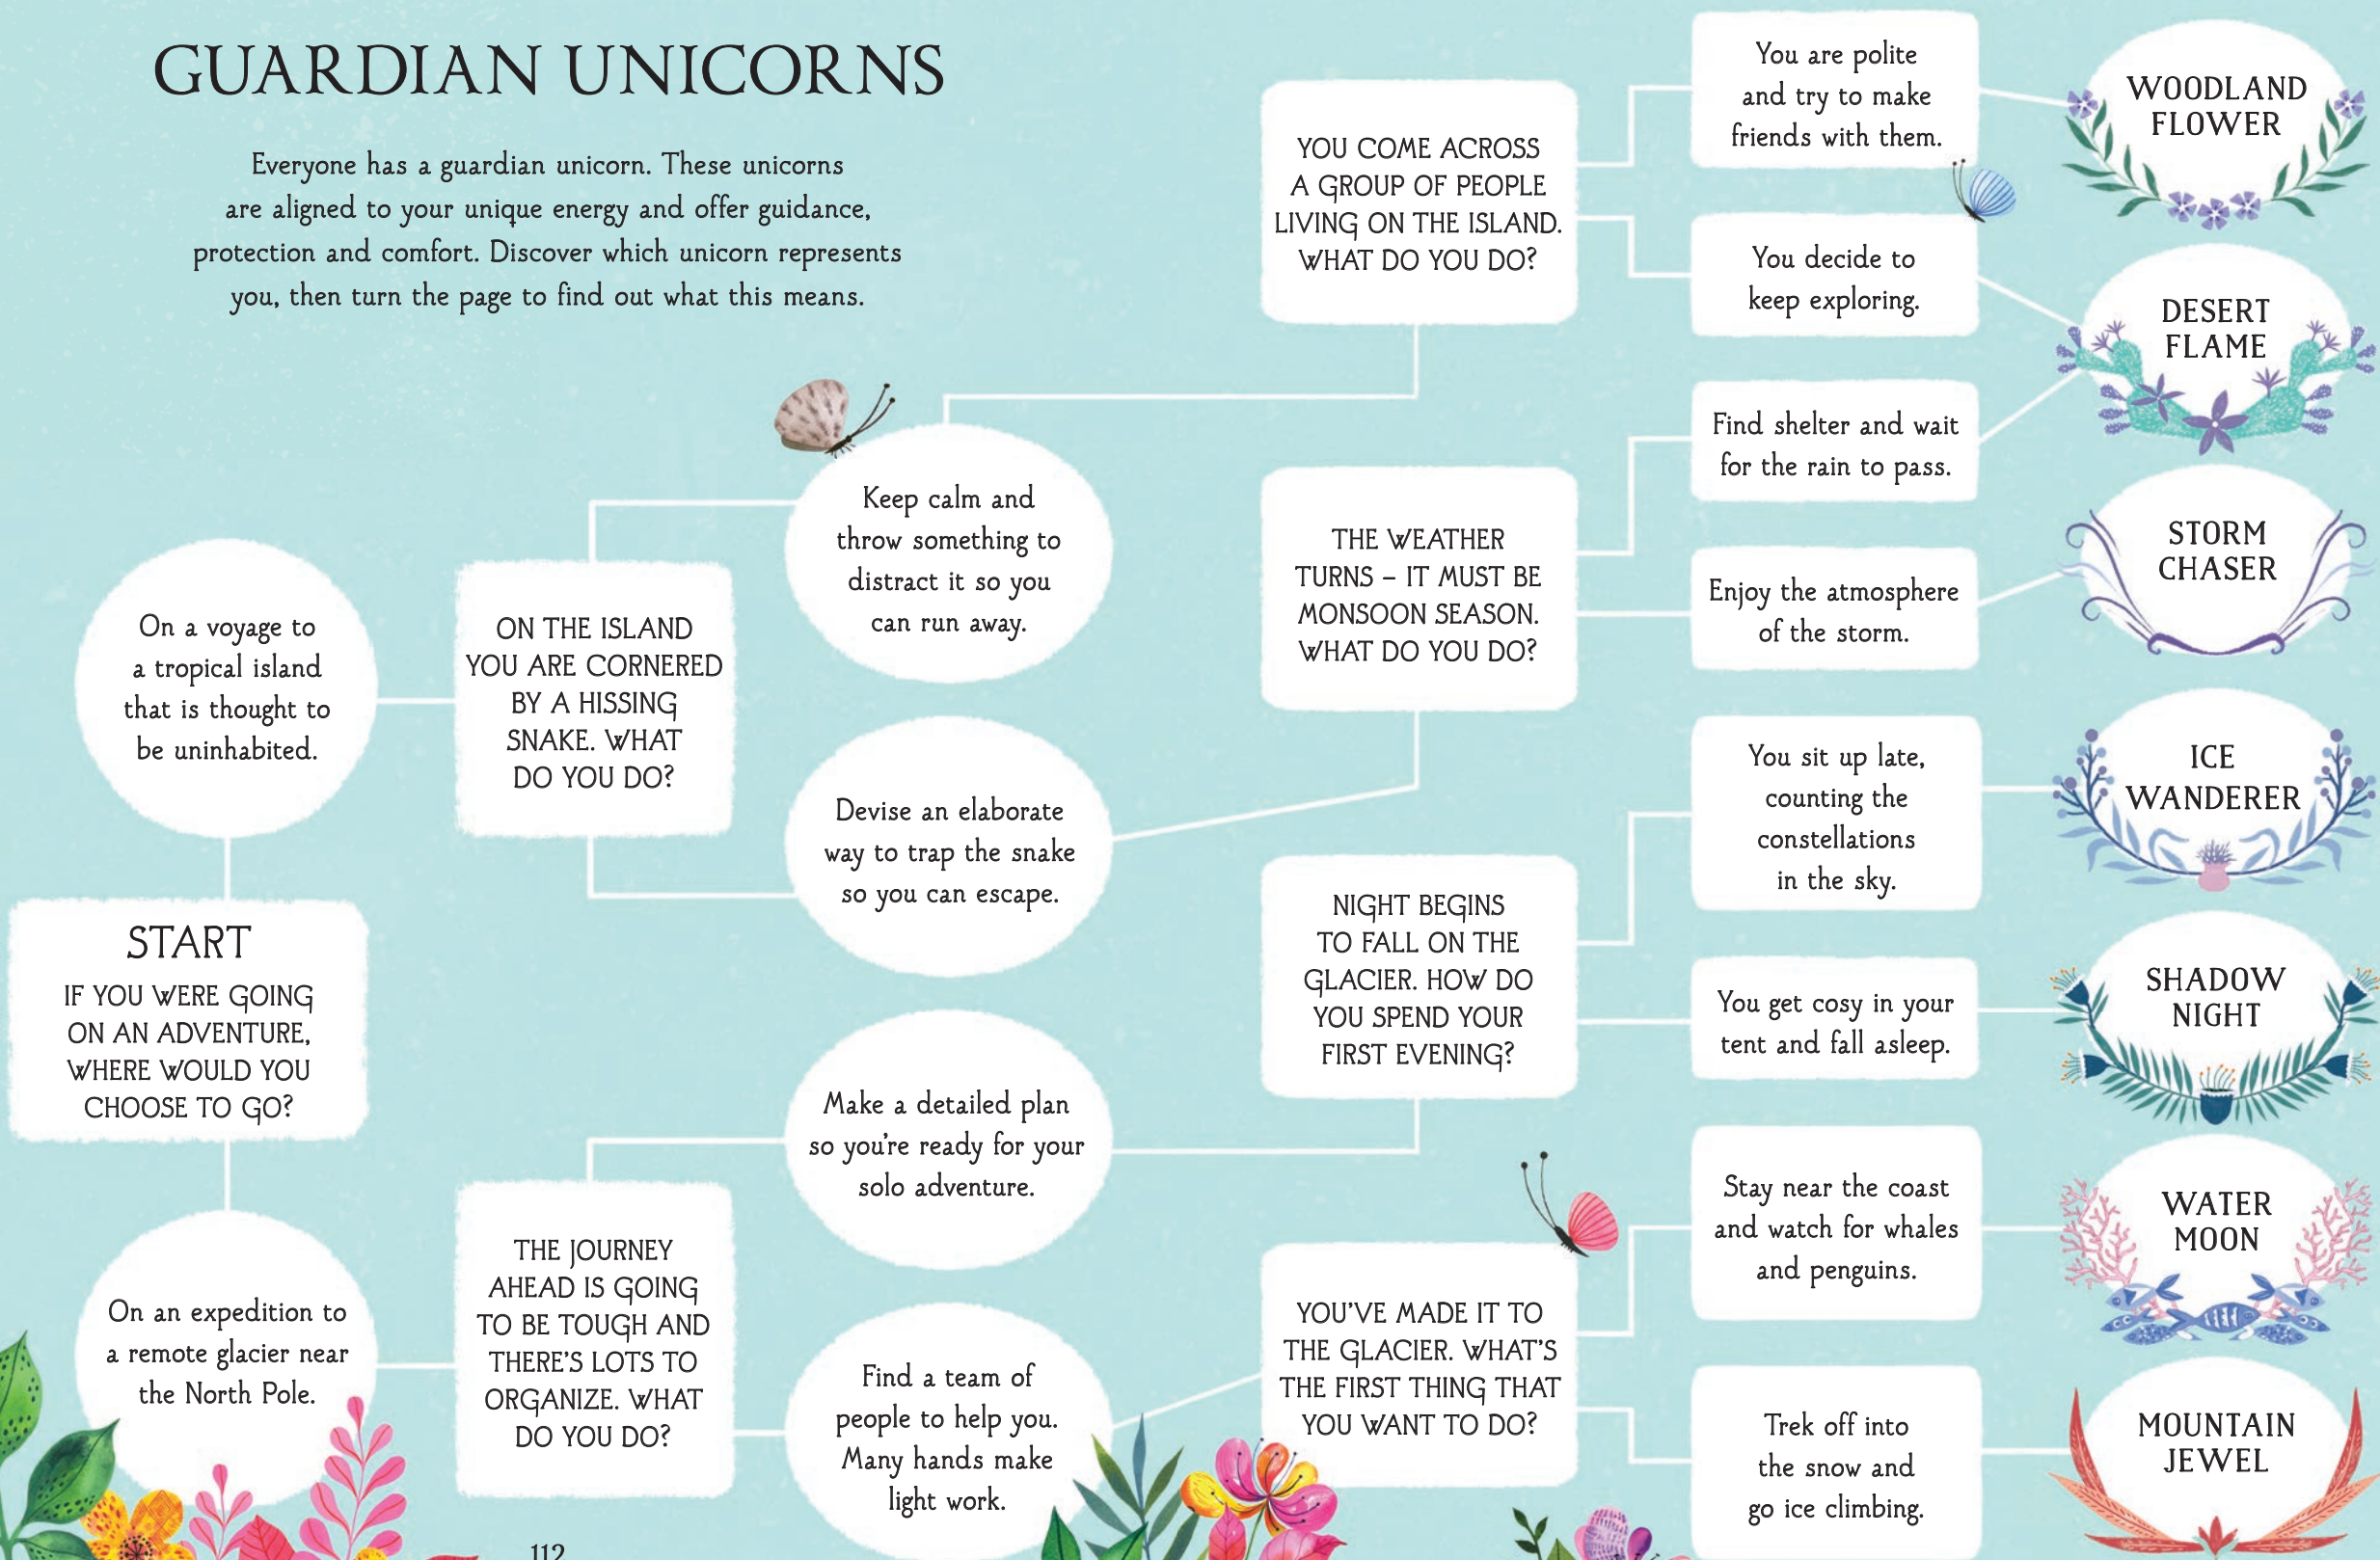 GUARDIAN UNICORNS
Everyone has a guardian unicorn. These unicorns
are aligned to your unique energy and offer guidance,
protection and comfort. Discover which unicorn represents
you, then turn the page to find out what this means.
START
IF YOU WERE GOING
ON AN ADVENTURE,
WHERE WOULD YOU
CHOOSE TO GO?
On a voyage to
a tropical island
that is thought to
be uninhabited.
On an expedition to
a remote glacier near
the North Pole.
ON THE ISLAND
YOU ARE CORNERED
BY A HISSING
SNAKE. WHAT
DO YOU DO?
THE JOURNEY
AHEAD IS GOING
TO BE TOUGH AND
THERE'S LOTS TO
ORGANIZE. WHAT
DO YOU DO?
Keep calm and
throw something to
distract it so you
can run away.
Devise an elaborate
way to trap the snake
so you can escape.
Make a detailed plan
so you're ready for your
solo adventure.
Find a team of
people to help you.
Many hands make
light work.
YOU COME ACROSS
A GROUP OF PEOPLE
LIVING ON THE ISLAND.
WHAT DO YOU DO?
THE WEATHER
TURNS – IT MUST BE
MONSOON SEASON.
WHAT DO YOU DO?
NIGHT BEGINS
TO FALL ON THE
GLACIER. HOW DO
YOU SPEND YOUR
FIRST EVENING?
YOU'VE MADE IT TO
THE GLACIER. WHAT'S
THE FIRST THING THAT
YOU WANT TO DO?
You are polite
and try to make
friends with them.
You decide to
keep exploring.
Find shelter and wait
for the rain to pass.
Enjoy the atmosphere
of the storm.
You sit up late,
counting the
constellations
in the sky.
You get cosy in your
tent and fall asleep.
Stay near the coast
and watch for whales
and penguins.
Trek off into
the snow and
go ice climbing.
WOODLAND
FLOWER
DESERT
FLAME
STORM
CHASER
ICE
WANDERER
SHADOW
NIGHT
WATER
MOON
MOUNTAIN
JEWEL
112